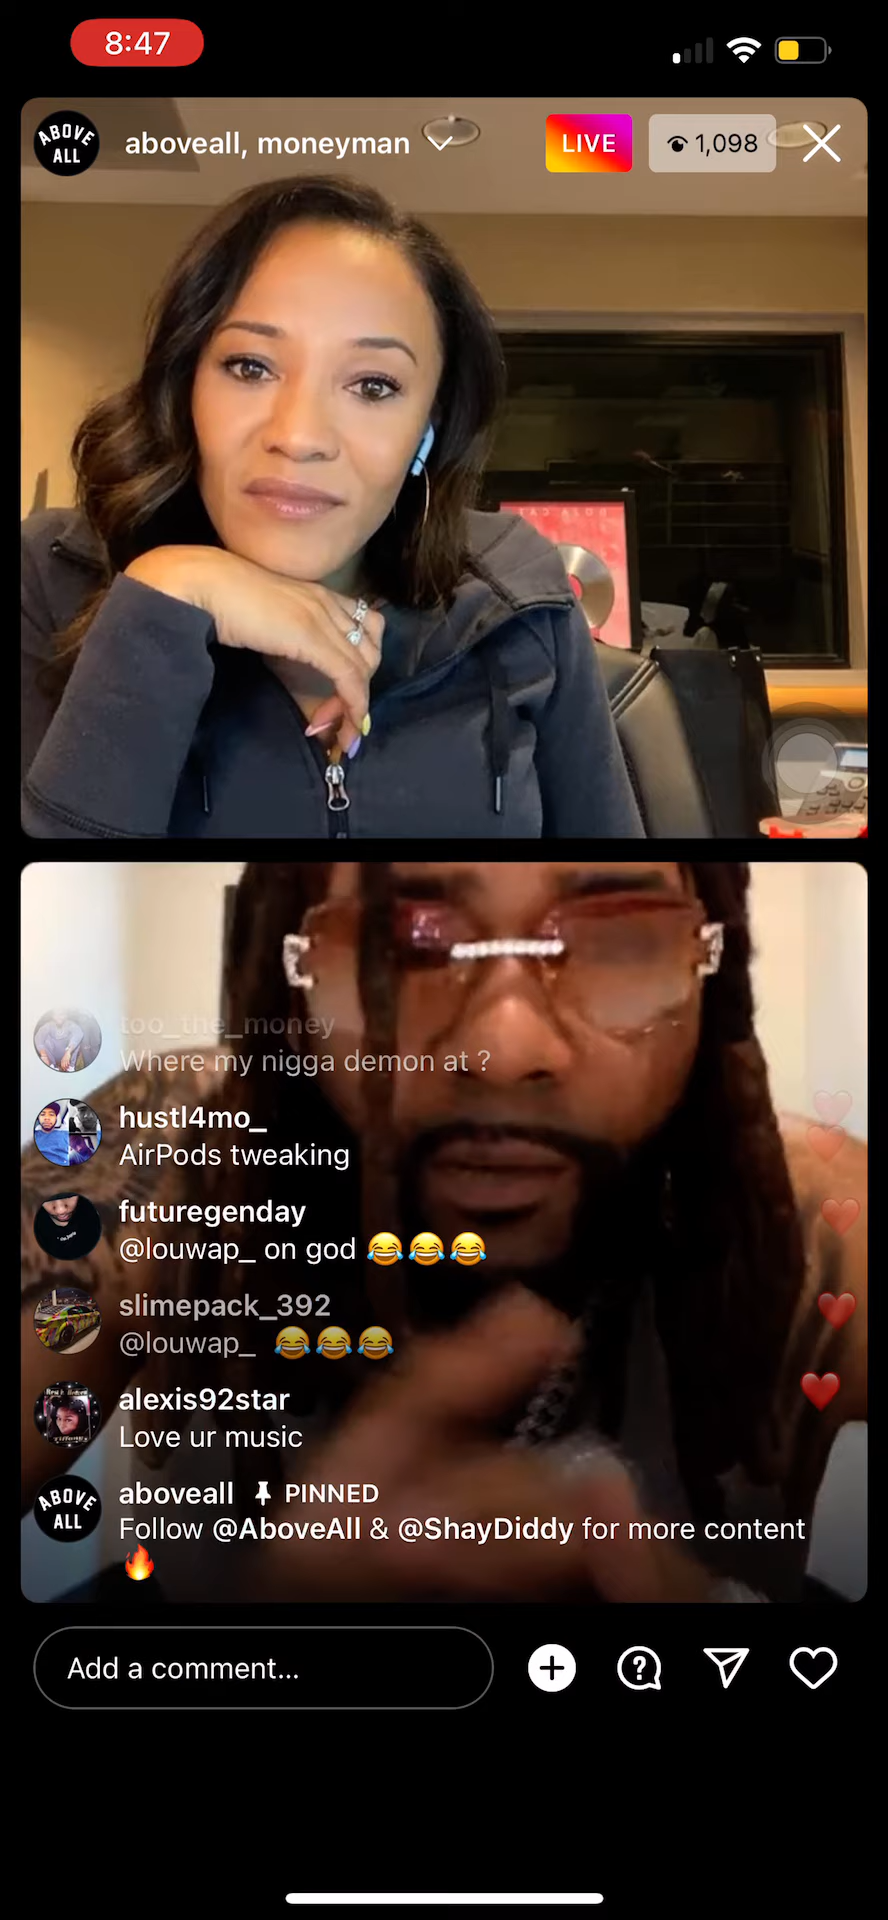 8:47
ABOVE
ALL
aboveall, moneyman
LIVE
1,098
DOJA CAT
too_the_money
Where my nigga demon at ?
hustl4mo_
AirPods tweaking
futuregenday
@louwap_ on god 😂😂😂
slimepack_392
@louwap_ 😂😂😂
alexis92star
Love ur music
ABOVE
ALL
aboveall PINNED
Follow @AboveAll & @ShayDiddy for more content
🔥
Add a comment...